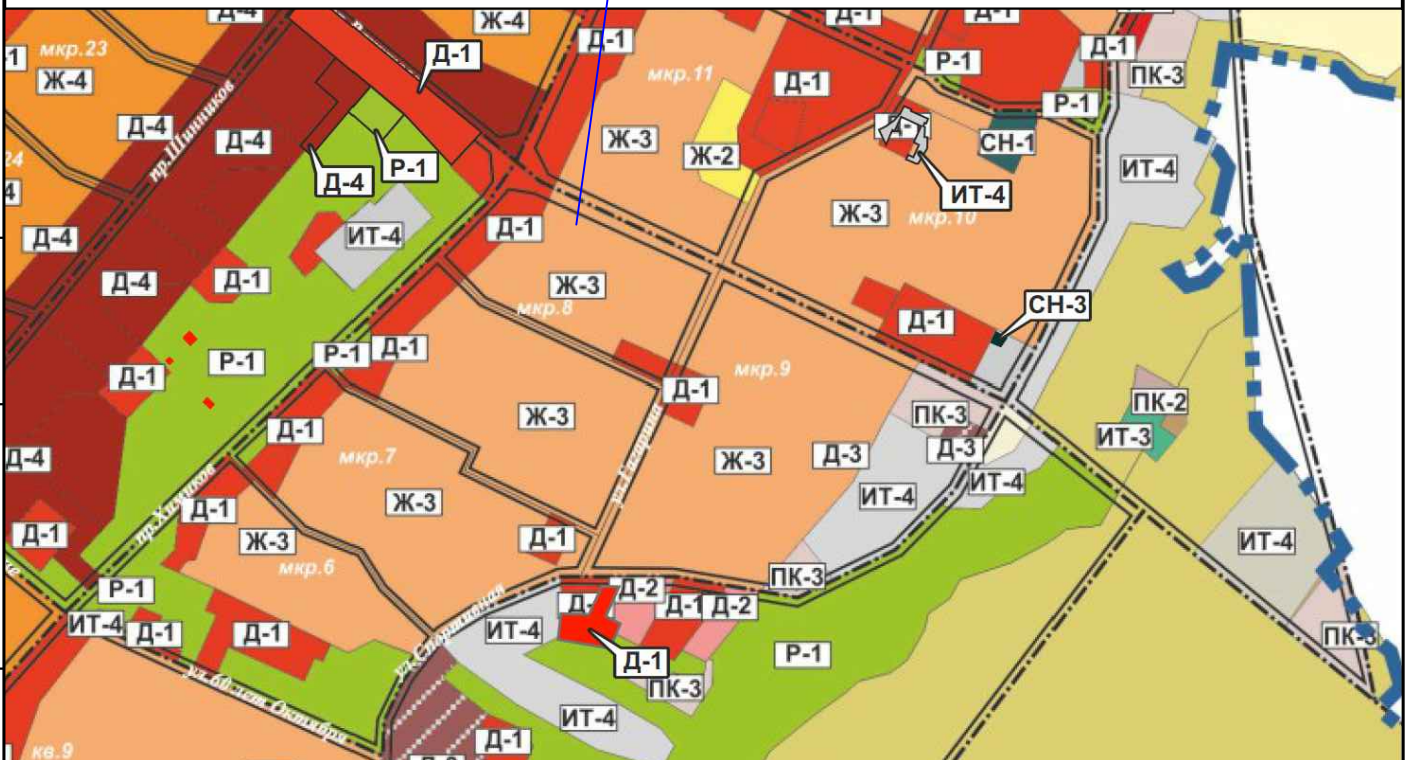 Д-4
Ж-4
Д-1
Д-1
Д-1
мкр.23
Д-1
Д-1
-1
Ж-4
мкр.11
Д-1
Р-1
ПК-3
Р-1
пр.Шинников
Д-4
Д-4
Ж-3
Ж-2
СН-1
ИТ-4
24
Д-4
Р-1
ИТ-4
4
Ж-3
мкр.10
Д-4
ИТ-4
Д-1
Д-4
Д-1
Ж-3
мкр.8
СН-3
Д-1
Р-1
Р-1
Д-1
Д-1
мкр.9
Д-1
ПК-2
Ж-3
ПК-3
ИТ-3
Д-1
ул.Гагарина
Д-4
мкр.7
Ж-3
Д-3
Д-3
ИТ-4
ИТ-4
пр.Химиков
Д-1
Ж-3
Д-1
Ж-3
Д-1
ИТ-4
мкр.6
ПК-3
Р-1
Д-2
Д-1
Д-2
ИТ-4
Д-1
Д-1
ул.Спортивная
ИТ-4
ПК-3
Д-1
Р-1
ул.60 лет Октября
ПК-3
ИТ-4
Д-1
кв.9